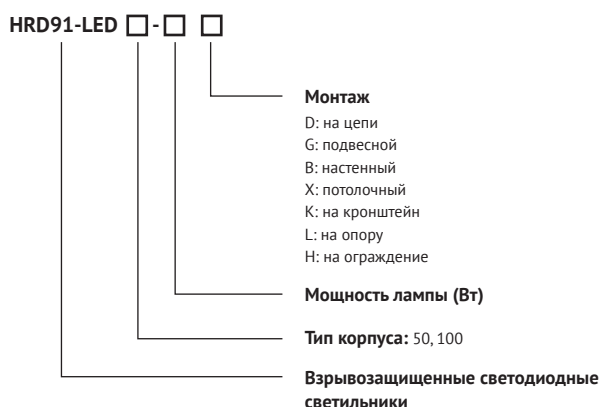 HRD91-LED □ - □ □
Монтаж
D: на цепи
G: подвесной
B: настенный
X: потолочный
K: на кронштейн
L: на опору
H: на ограждение
Мощность лампы (Вт)
Тип корпуса: 50, 100
Взрывозащищенные светодиодные
светильники